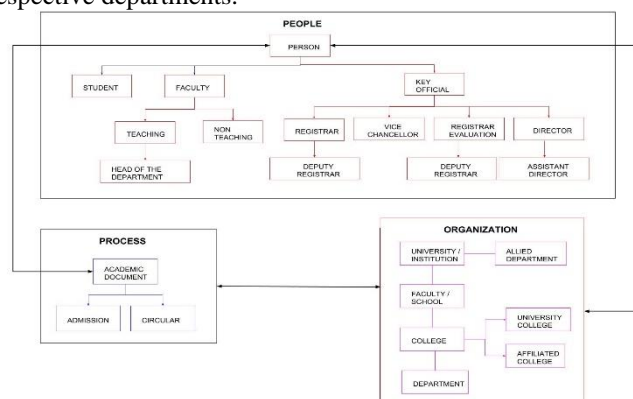 espective departments.
PEOPLE
PERSON
STUDENT
FACULTY
KEY
OFFICIAL
TEACHING
NON
TEACHING
REGISTRAR
VICE
CHANCELLOR
REGISTRAR
EVALUATION
DIRECTOR
HEAD OF THE
DEPARTMENT
DEPUTY
REGISTRAR
DEPUTY
REGISTRAR
ASSISTANT
DIRECTOR
PROCESS
ACADEMIC
DOCUMENT
ADMISSION
CIRCULAR
ORGANIZATION
UNIVERSITY /
INSTITUTION
ALLIED
DEPARTMENT
FACULTY /
SCHOOL
UNIVERSITY
COLLEGE
COLLEGE
AFFILIATED
COLLEGE
DEPARTMENT